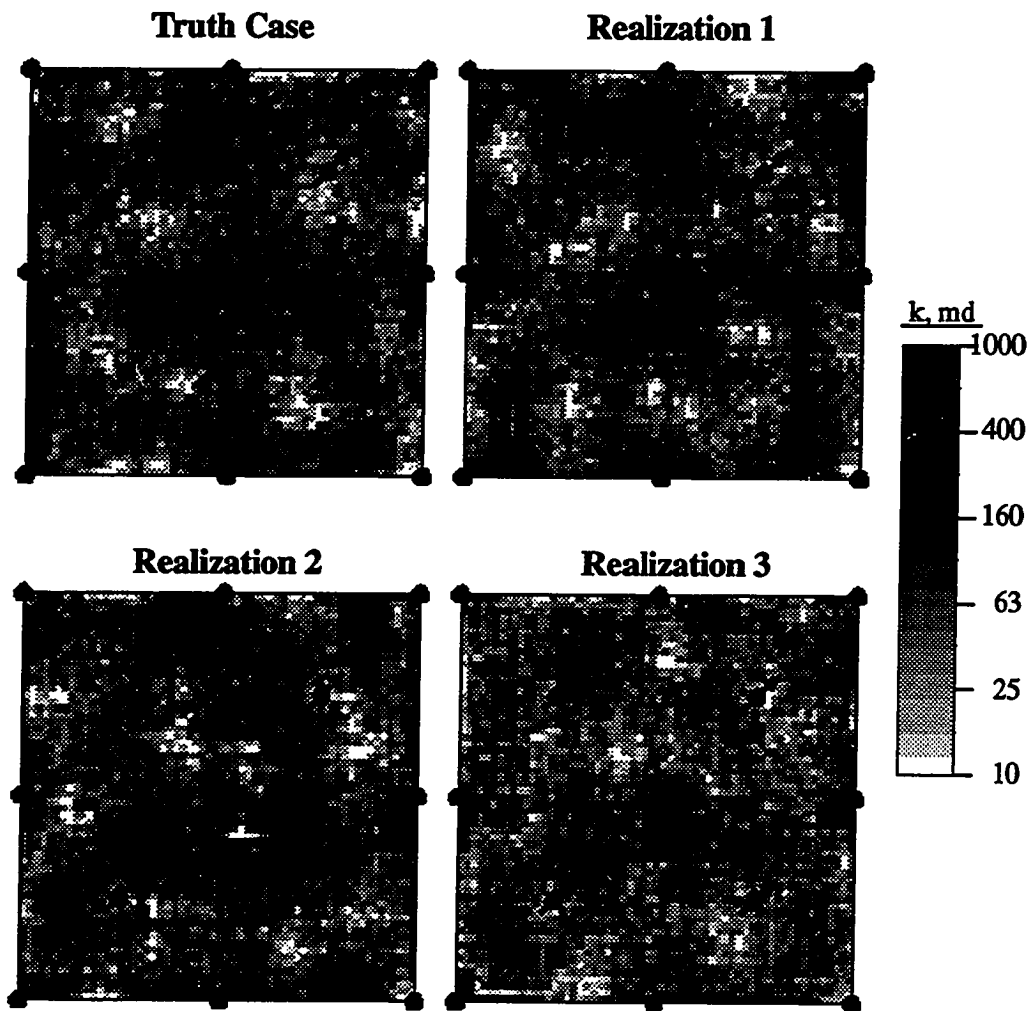 Truth Case
Realization 1
k, md
1000
400
160
63
25
10
Realization 2
Realization 3